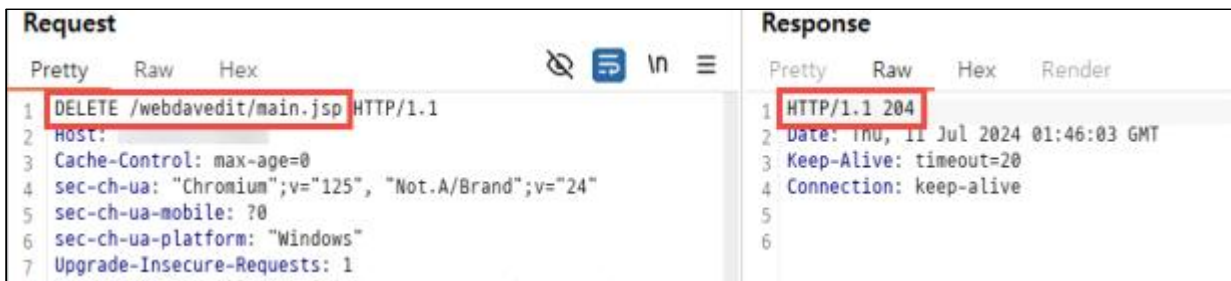 Request
Pretty Raw Hex \n
1 DELETE /webdavedit/main.jsp HTTP/1.1
2 Host:
3 Cache-Control: max-age=0
4 sec-ch-ua: "Chromium";v="125", "Not.A/Brand";v="24"
5 sec-ch-ua-mobile: ?0
6 sec-ch-ua-platform: "Windows"
7 Upgrade-Insecure-Requests: 1
Response
Pretty Raw Hex Render
1 HTTP/1.1 204
2 Date: Thu, 11 Jul 2024 01:46:03 GMT
3 Keep-Alive: timeout=20
4 Connection: keep-alive
5
6